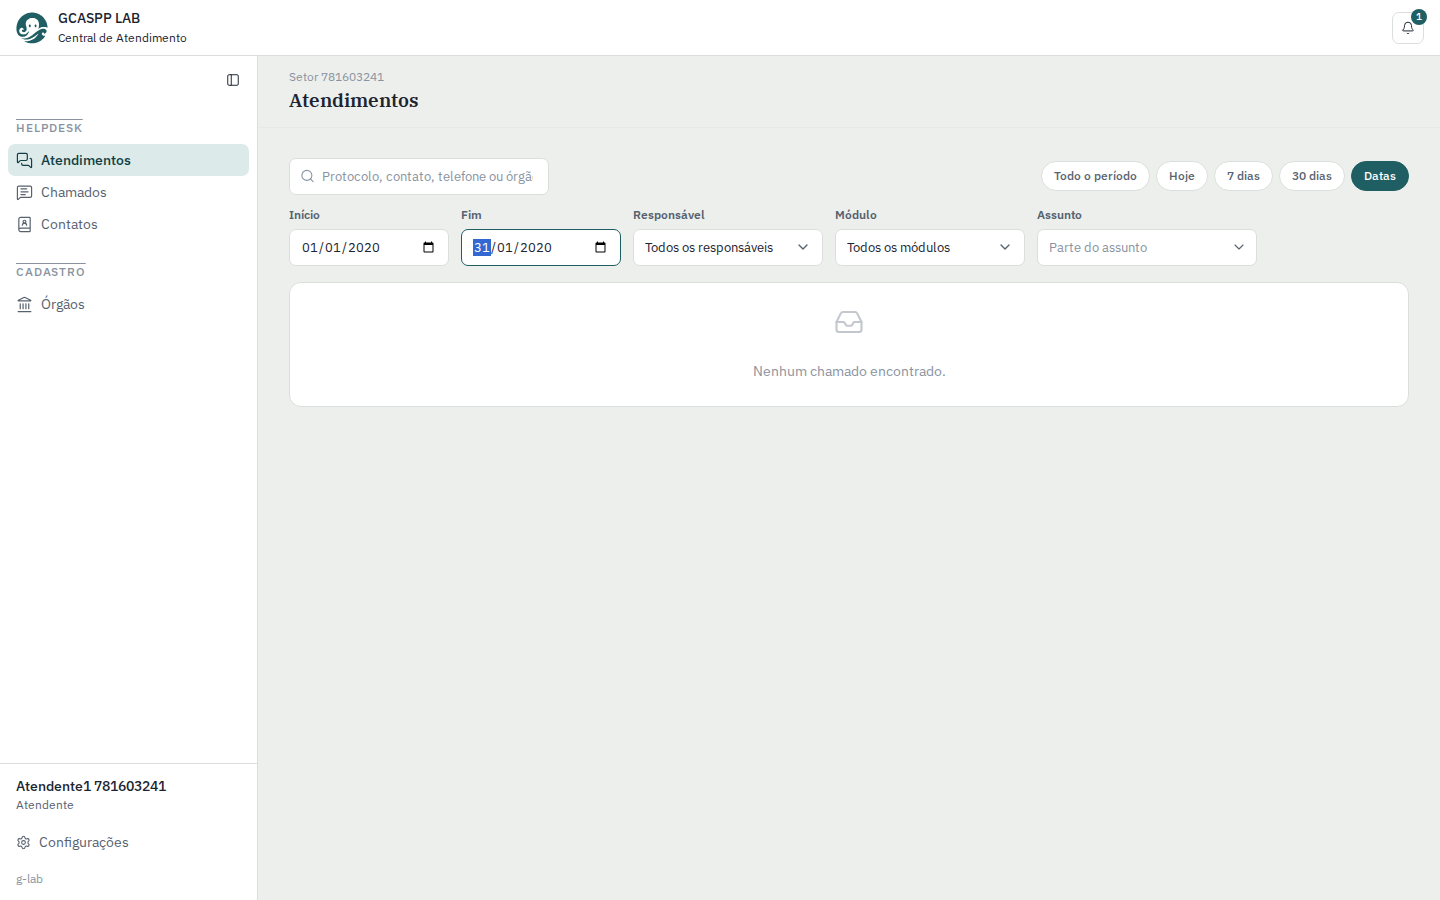 GCASPP LAB
Central de Atendimento
1
HELPDESK
Atendimentos
Chamados
Contatos
CADASTRO
Órgãos
Atendente1 781603241
Atendente
Configurações
g-lab
Setor 781603241
Atendimentos
Protocolo, contato, telefone ou órgã
Todo o período
Hoje
7 dias
30 dias
Datas
Início
Fim
Responsável
Módulo
Assunto
01/01/2020
31/01/2020
Todos os responsáveis
Todos os módulos
Parte do assunto
Nenhum chamado encontrado.